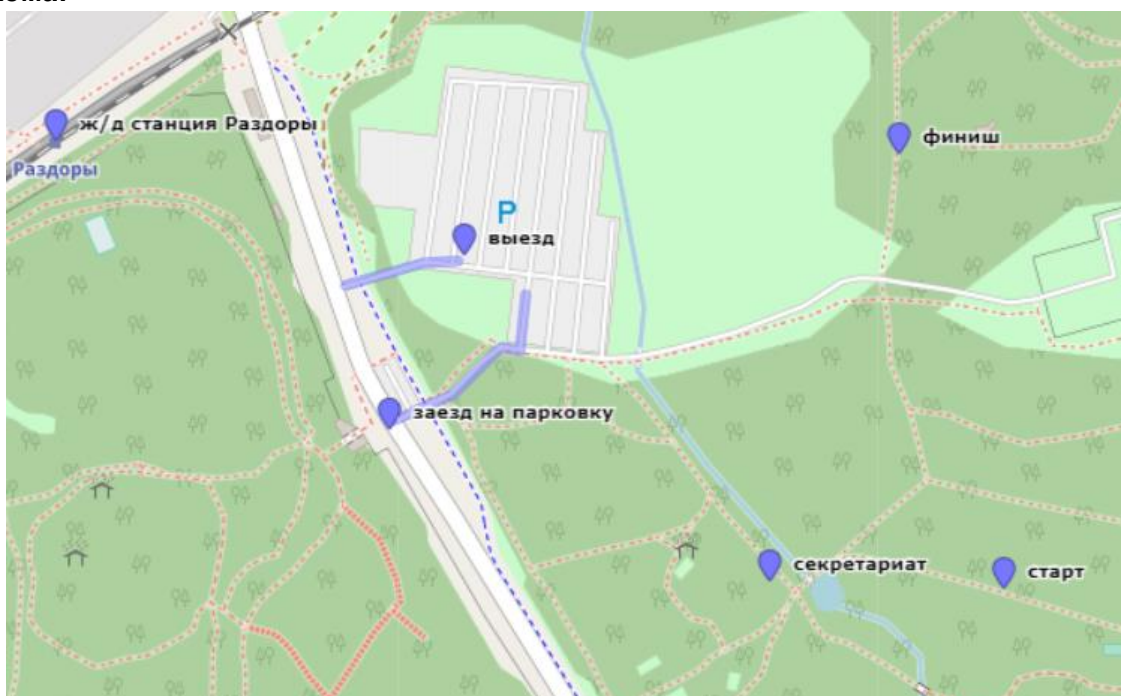 ж/д станция Раздоры
финиш
Раздоры
P
выезд
заезд на парковку
секретариат
старт